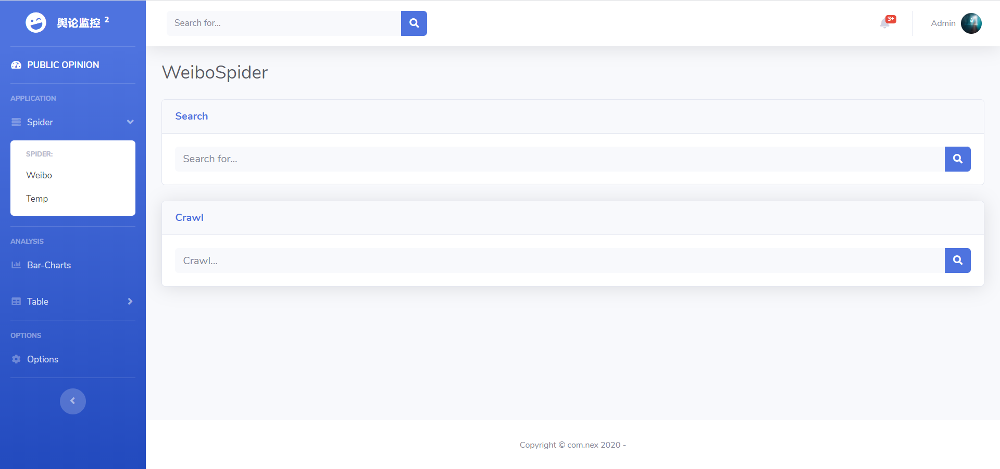 舆论监控 2
Search for...
3+
Admin
PUBLIC OPINION
APPLICATION
Spider
SPIDER:
Weibo
Temp
ANALYSIS
Bar-Charts
Table
OPTIONS
Options
WeiboSpider
Search
Search for...
Crawl
Crawl...
Copyright © com.nex 2020 -